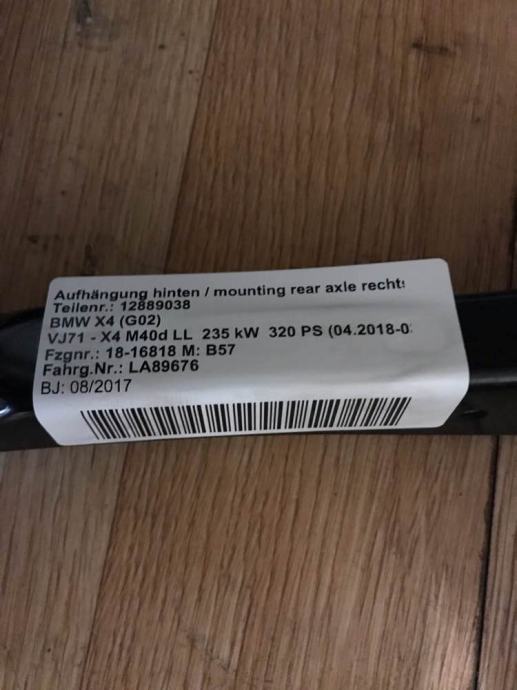 Aufhängung hinten / mounting rear axle rechts
Teilenr.: 12889038
BMW X4 (G02)
VJ71 - X4 M40d LL 235 kW 320 PS (04.2018-0
Fzgnr.: 18-16818 M: B57
Fahrg.Nr.: LA89676
BJ: 08/2017